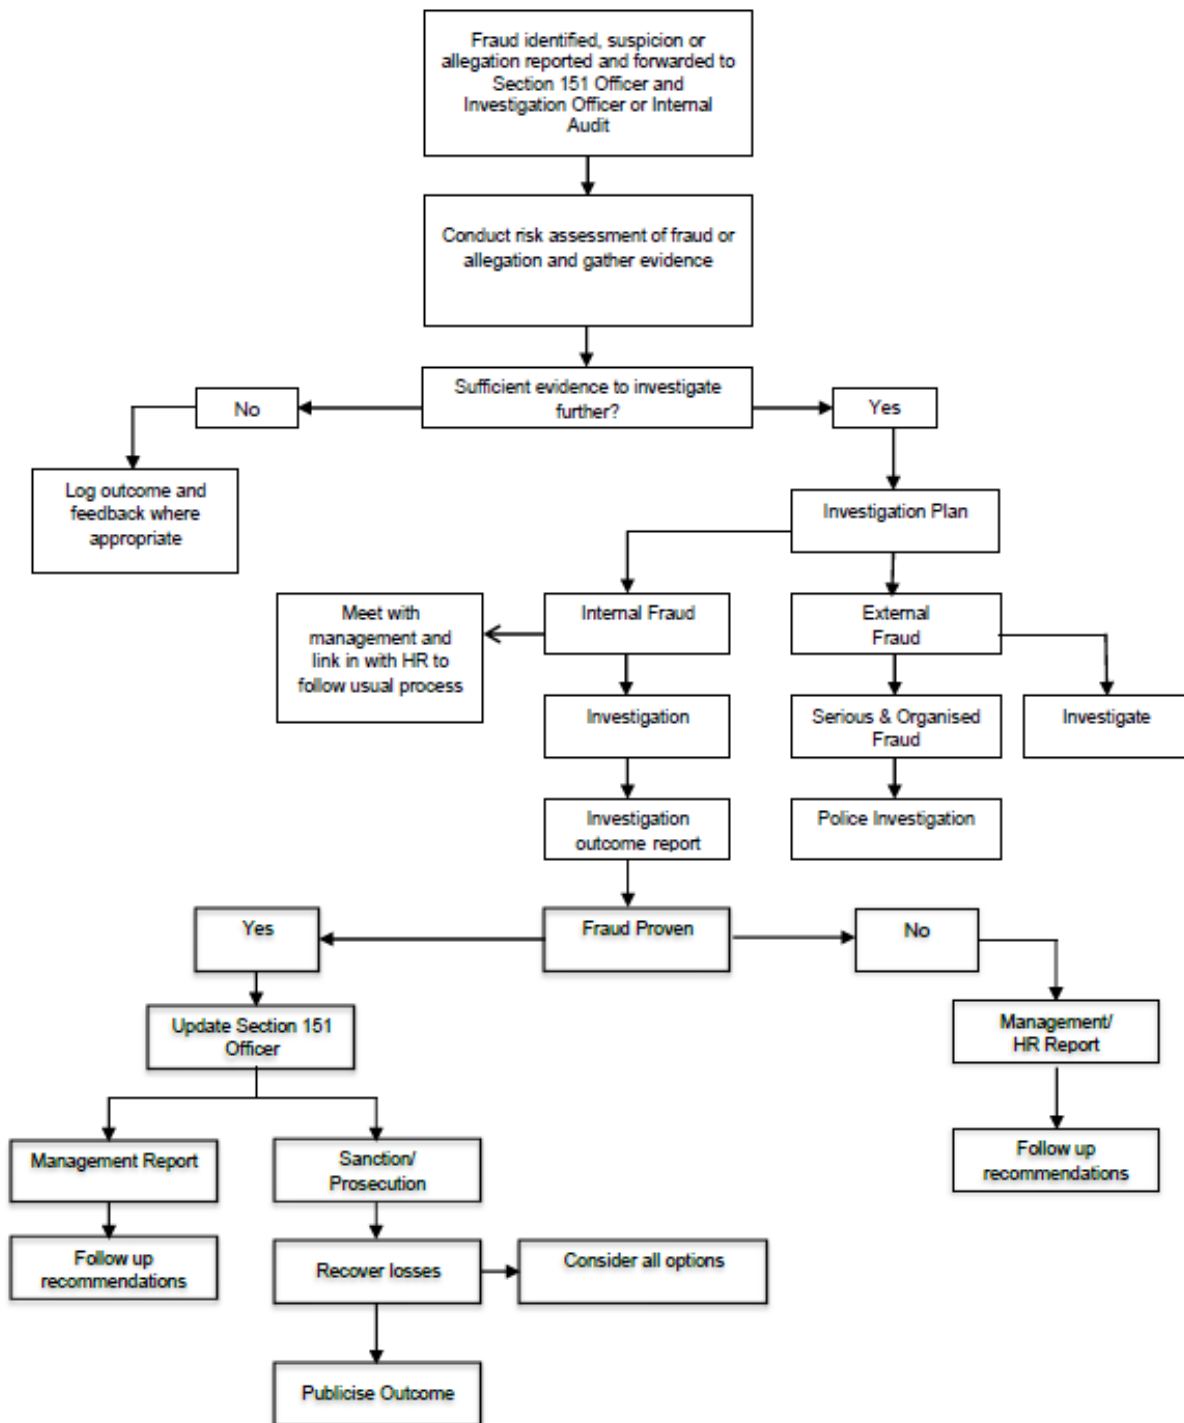 Fraud identified, suspicion or
allegation reported and forwarded to
Section 151 Officer and
Investigation Officer or Internal
Audit
Conduct risk assessment of fraud or
allegation and gather evidence
Sufficient evidence to investigate
further?
No
Yes
Log outcome and
feedback where
appropriate
Investigation Plan
Meet with
management and
link in with HR to
follow usual process
Internal Fraud
External
Fraud
Investigation
Serious & Organised
Fraud
Investigate
Investigation
outcome report
Police Investigation
Yes
Fraud Proven
No
Update Section 151
Officer
Management/
HR Report
Management Report
Sanction/
Prosecution
Follow up
recommendations
Follow up
recommendations
Recover losses
Consider all options
Publicise Outcome